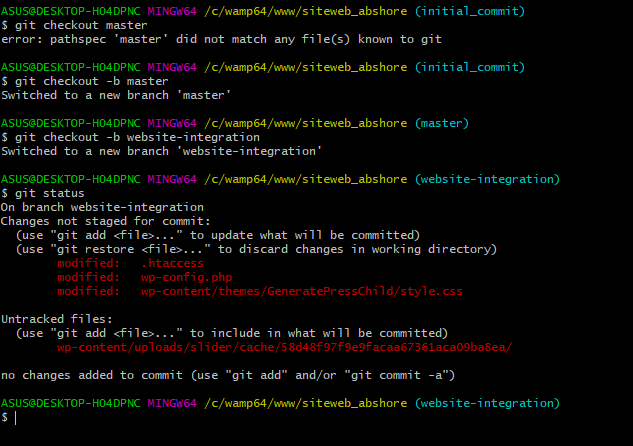 ASUS@DESKTOP-HO4DPNC MINGW64 /c/wamp64/www/siteweb_abshore (initial_commit)
$ git checkout master
error: pathspec 'master' did not match any file(s) known to git
ASUS@DESKTOP-HO4DPNC MINGW64 /c/wamp64/www/siteweb_abshore (initial_commit)
$ git checkout -b master
Switched to a new branch 'master'
ASUS@DESKTOP-HO4DPNC MINGW64 /c/wamp64/www/siteweb_abshore (master)
$ git checkout -b website-integration
Switched to a new branch 'website-integration'
ASUS@DESKTOP-HO4DPNC MINGW64 /c/wamp64/www/siteweb_abshore (website-integration)
$ git status
On branch website-integration
Changes not staged for commit:
  (use "git add <file>..." to update what will be committed)
  (use "git restore <file>..." to discard changes in working directory)
        modified:   .htaccess
        modified:   wp-config.php
        modified:   wp-content/themes/GeneratePressChild/style.css
Untracked files:
  (use "git add <file>..." to include in what will be committed)
        wp-content/uploads/slider/cache/58d48f97f9e9facaa67361aca09ba8ea/
no changes added to commit (use "git add" and/or "git commit -a")
ASUS@DESKTOP-HO4DPNC MINGW64 /c/wamp64/www/siteweb_abshore (website-integration)
$